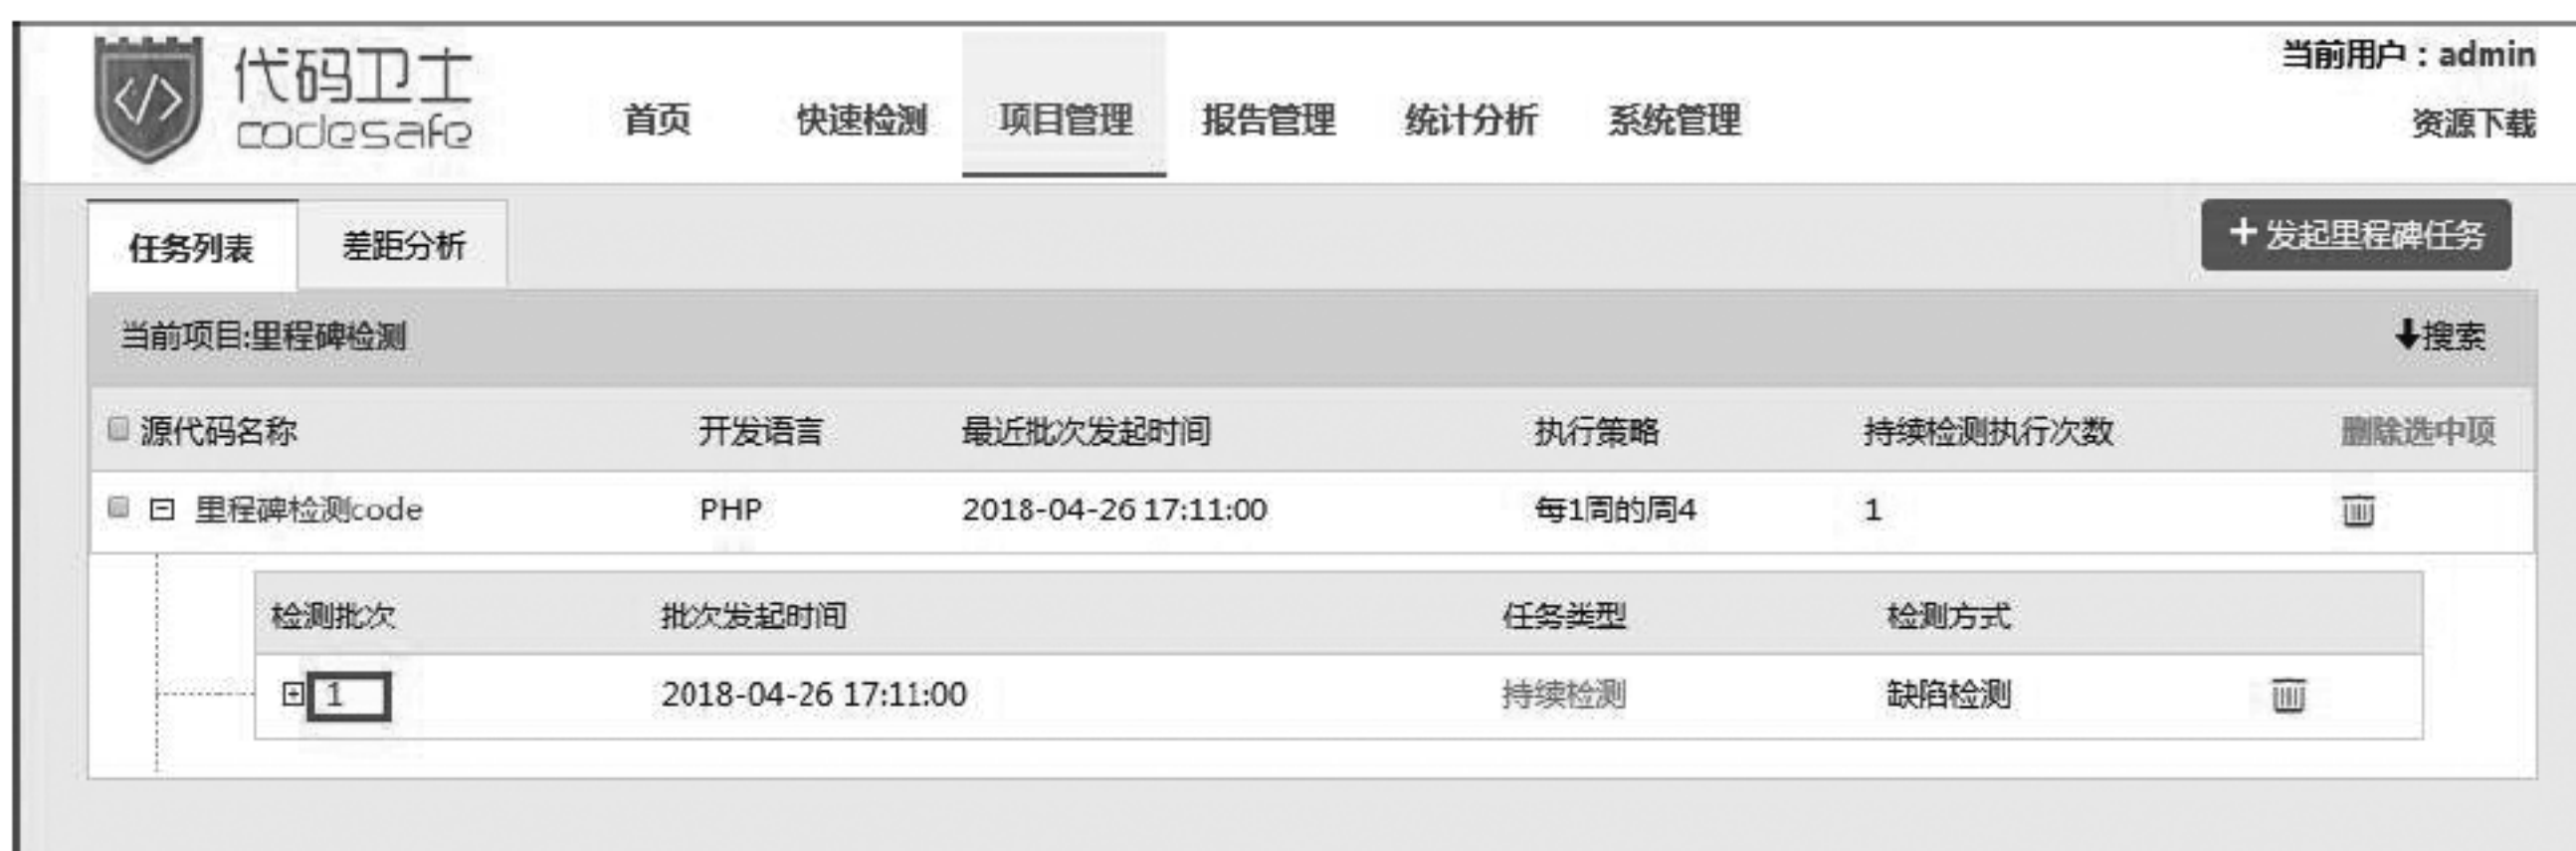 代码卫士
codesafe
首页 快速检测 项目管理 报告管理 统计分析 系统管理
当前用户：admin
资源下载
任务列表 差距分析
+发起里程碑任务
当前项目:里程碑检测
搜索
源代码名称 开发语言 最近批次发起时间 执行策略 持续检测执行次数 删除选中项
里程碑检测code PHP 2018-04-26 17:11:00 每1周的周4 1
检测批次 批次发起时间 任务类型 检测方式
1 2018-04-26 17:11:00 持续检测 缺陷检测